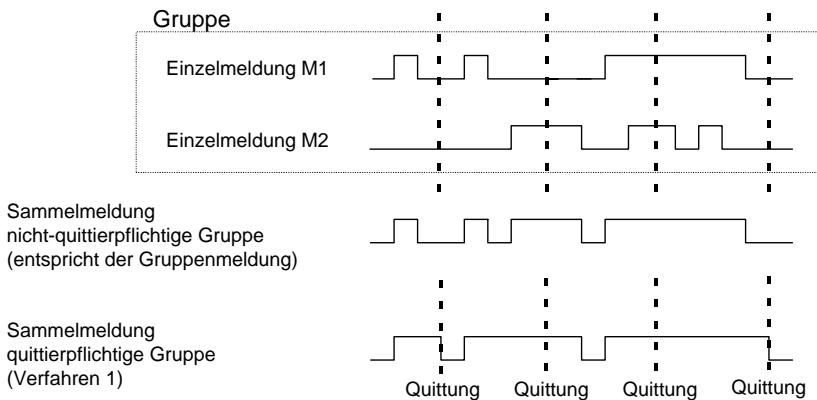 Gruppe
Einzelmeldung M1
Einzelmeldung M2
Sammelmeldung
nicht-quittierpflichtige Gruppe
(entspricht der Gruppenmeldung)
Sammelmeldung
quittierpflichtige Gruppe
(Verfahren 1)
Quittung Quittung Quittung Quittung